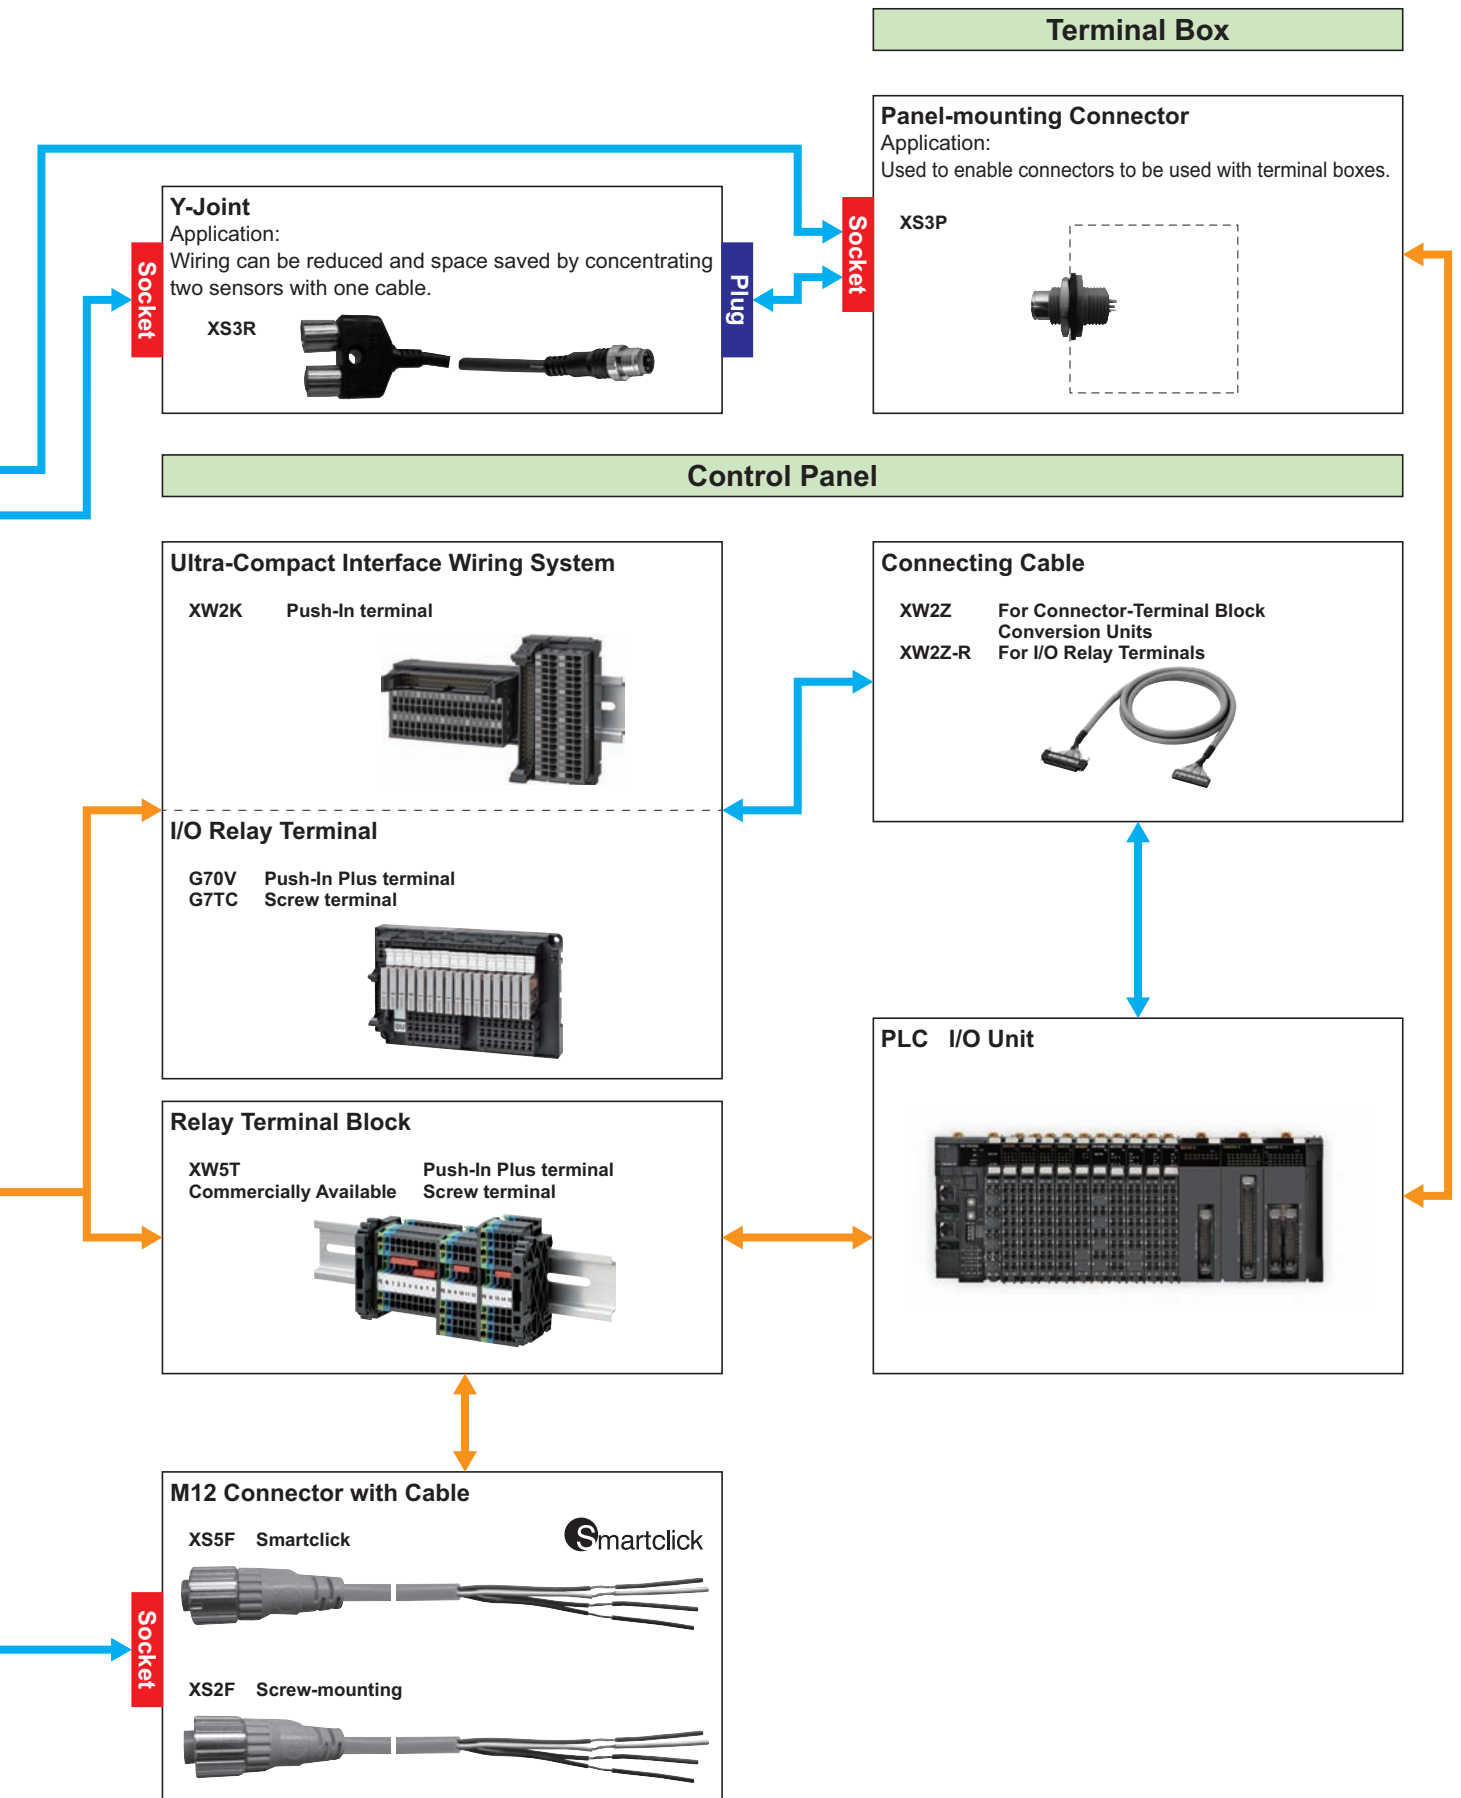 Terminal Box
Panel-mounting Connector
Application:
Used to enable connectors to be used with terminal boxes.
XS3P
Socket
Y-Joint
Application:
Wiring can be reduced and space saved by concentrating
two sensors with one cable.
XS3R
Socket
Plug
Control Panel
Ultra-Compact Interface Wiring System
XW2K Push-In terminal
I/O Relay Terminal
G70V Push-In Plus terminal
G7TC Screw terminal
Connecting Cable
XW2Z For Connector-Terminal Block
Conversion Units
XW2Z-R For I/O Relay Terminals
PLC I/O Unit
Relay Terminal Block
XW5T Push-In Plus terminal
Commercially Available Screw terminal
M12 Connector with Cable
XS5F Smartclick
Smartclick
Socket
XS2F Screw-mounting